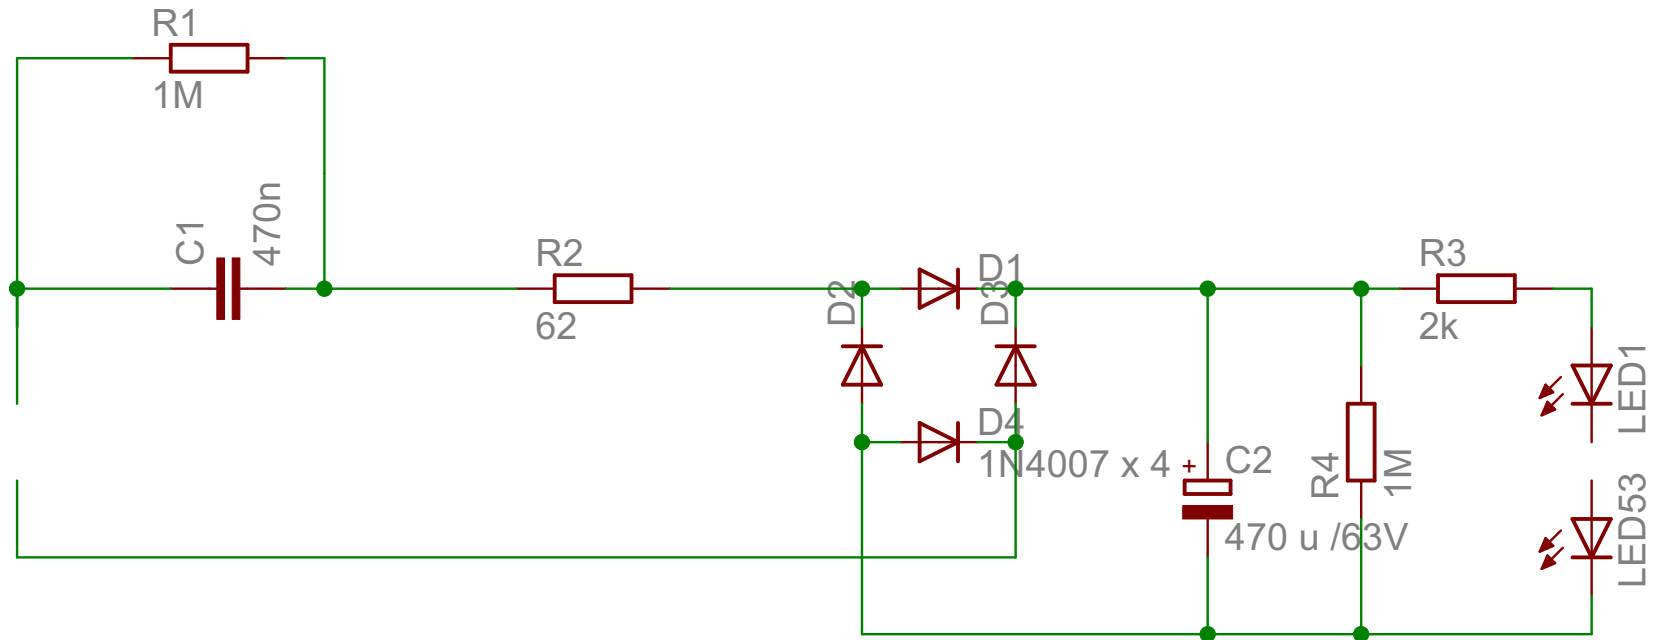 R1
1M
C1
470n
R2
62
D1
D2
D3
D4
1N4007 x 4
+
C2
470 u /63V
R4
1M
R3
2k
LED1
LED53